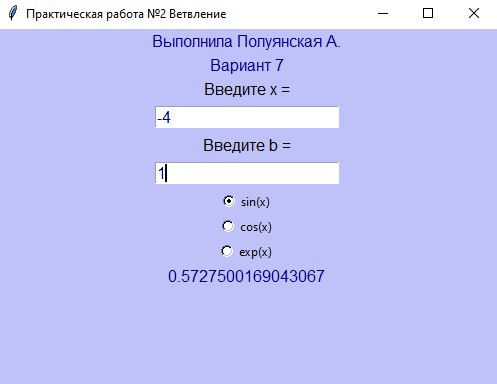 Практическая работа №2 Ветвление
Выполнила Полуянская А.
Вариант 7
Введите x =
-4
Введите b =
1
sin(x)
cos(x)
exp(x)
0.5727500169043067